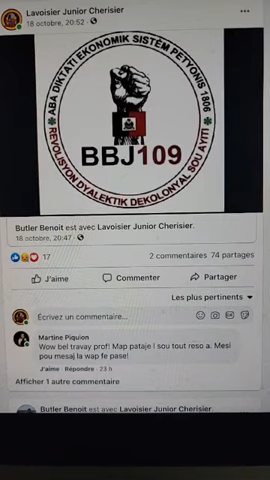 Lavoisier Junior Cherisier
18 octobre, 20:52
ABA DIKTATI EKONOMIK SISTÈM PETYONIS 1806
BBJ109
REVOLISYON DYALEKTIK DEKOLONYAL SOU AYITI
Butler Benoit est avec Lavoisier Junior Cherisier.
18 octobre, 20:47
17
2 commentaires 74 partages
J'aime Commenter Partager
Les plus pertinents
Écrivez un commentaire...
GIF
Martine Piquion
Wow bel travay prof! Map pataje l sou tout reso a. Mesi
pou mesaj la wap fe pase!
J'aime · Répondre · 23 h
Afficher 1 autre commentaire
Butler Benoit est avec Lavoisier Junior Cherisier.